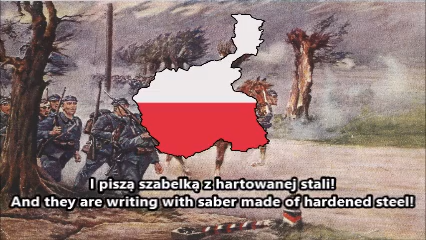 I piszą szabelką z hartowanej stali!
And they are writing with saber made of hardened steel!